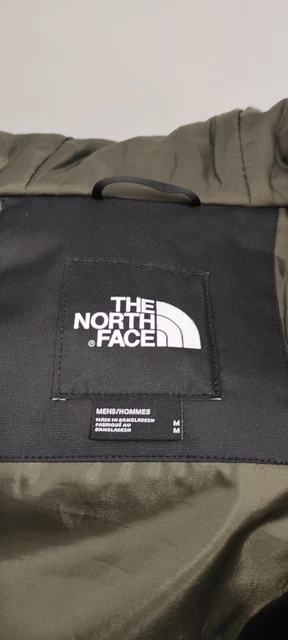 THE
NORTH
®FACE
MENS/HOMMES
MADE IN BANGLADESH M
FABRIQUÉ AU M
BANGLADESH